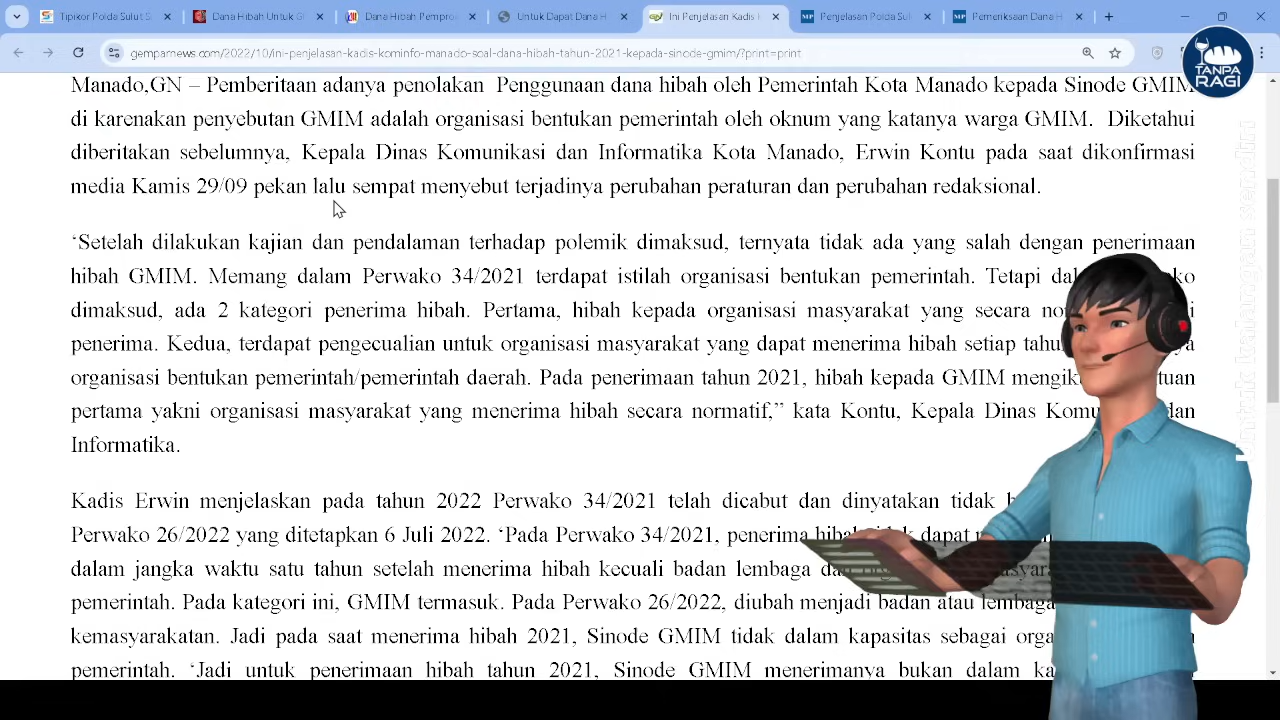 Tipikor Polda Sulut S
Dana Hibah Untuk GI
Dana Hibah Pemprov
Untuk Dapat Dana H
Ini Penjelasan Kadis I
Penjelasan Polda Sul
Pemeriksaan Dana H
gemparnews.com/2022/10/ini-penjelasan-kadis-kominfo-manado-soal-dana-hibah-tahun-2021-kepada-sinode-gmim/?print=print
TANPA
RAGI
Manado,GN – Pemberitaan adanya penolakan penggunaan dana hibah oleh Pemerintah Kota Manado kepada Sinode GMIM
di karenakan penyebutan GMIM adalah organisasi bentukan pemerintah oleh oknum yang katanya warga GMIM. Diketahui
diberitakan sebelumnya, Kepala Dinas Komunikasi dan Informatika Kota Manado, Erwin Kontu pada saat dikonfirmasi
media Kamis 29/09 pekan lalu sempat menyebut terjadinya perubahan peraturan dan perubahan redaksional.
‘Setelah dilakukan kajian dan pendalaman terhadap polemik dimaksud, ternyata tidak ada yang salah dengan penerimaan
hibah GMIM. Memang dalam Perwako 34/2021 terdapat istilah organisasi bentukan pemerintah. Tetapi
dimaksud, ada 2 kategori penerima hibah. Pertama, hibah kepada organisasi masyarakat yang secara
penerima. Kedua, terdapat pengecualian untuk organsasi masyarakat yang dapat menerima hibah setiap
organisasi bentukan pemerintah/pemerintah daerah. Pada penerimaan tahun 2021, hibah kepada GMIM
pertama yakni organisasi masyarakat yang menerima hibah secara normatif,” kata Kontu, Kepala Dinas dan
Informatika.
Kadis Erwin menjelaskan pada tahun 2022 Perwako 34/2021 telah dicabut dan dinyatakan tidak
Perwako 26/2022 yang ditetapkan 6 Juli 2022. ‘Pada Perwako 34/2021, penerima dapat
dalam jangka waktu satu tahun setelah menerima hibah kecuali badan lembaga
pemerintah. Pada kategori ini, GMIM termasuk. Pada Perwako 26/2022, diubah menjadi badan atau lembaga
kemasyarakatan. Jadi pada saat menerima hibah 2021, Sinode GMIM tidak dalam kapasitas sebagai
pemerintah. ‘Jadi untuk penerimaan hibah tahun 2021, Sinode GMIM menerimanya bukan dalam
untuk kalangan sendiri